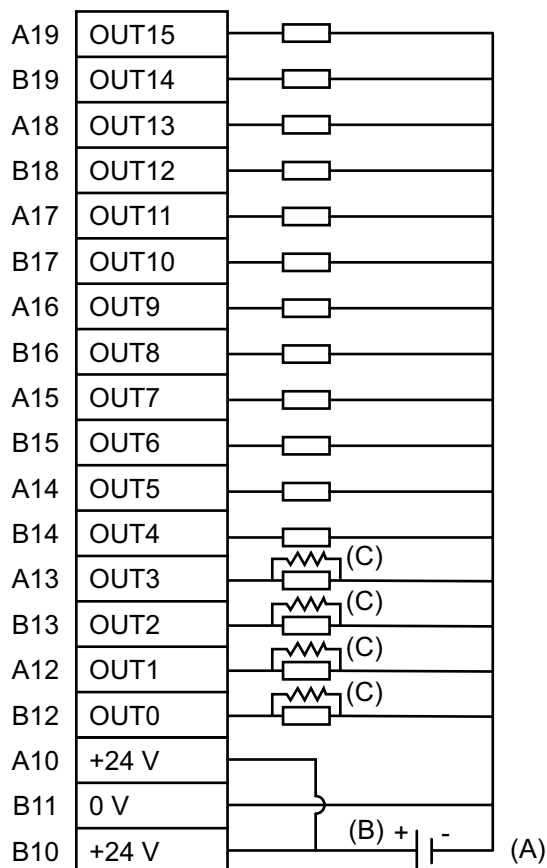 A19 OUT15
B19 OUT14
A18 OUT13
B18 OUT12
A17 OUT11
B17 OUT10
A16 OUT9
B16 OUT8
A15 OUT7
B15 OUT6
A14 OUT5
B14 OUT4
(C)
A13 OUT3
(C)
B13 OUT2
(C)
A12 OUT1
(C)
B12 OUT0
A10 +24 V
B11 0 V
B10 +24 V (B) + - (A)